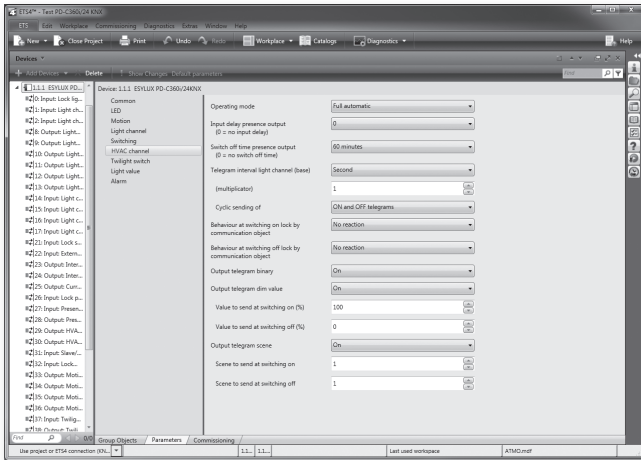 ETS4™ - Test PD-C360i/24 KNX
ETS Edit Workplace Commissioning Diagnostics Extras Window Help
New Close Project Print Undo Redo Workplace Catalogs Diagnostics Help
Devices
Add Devices Delete Show Changes Default parameters Find
1.1.1 ESYLUX PD...
0: Input: Lock lig...
1: Input: Light ch...
2: Input: Light ch...
8: Output: Light...
9: Output: Light...
10: Output: Light...
11: Output: Light...
12: Output: Light...
13: Output: Light...
14: Input: Light c...
15: Input: Light c...
16: Input: Light c...
17: Input: Light c...
21: Input: Lock s...
22: Input: Extern...
23: Output: Inter...
24: Output: Inter...
25: Output: Curr...
26: Input: Lock p...
27: Input: Presen...
28: Output: Pres...
29: Output: HVA...
30: Output: HVA...
31: Input: Slave/...
32: Input: Lock...
33: Output: Moti...
34: Output: Moti...
35: Output: Moti...
36: Output: Moti...
37: Input: Twilig...
38: Output: Twil...
Device: 1.1.1 ESYLUX PD-C360i/24KNX
Common
LED
Motion
Light channel
Switching
HVAC channel
Twilight switch
Light value
Alarm
Operating mode Full automatic
Input delay presence output 0
(0 = no input delay)
Switch off time presence output 60 minutes
(0 = no switch off time)
Telegram interval light channel (base) Second
(multiplicator) 1
Cyclic sending of ON and OFF telegrams
Behaviour at switching on lock by No reaction
communication object
Behaviour at switching off lock by No reaction
communication object
Output telegram binary On
Output telegram dim value On
Value to send at switching on (%) 100
Value to send at switching off (%) 0
Output telegram scene On
Scene to send at switching on 1
Scene to send at switching off 1
Find 0/0 Group Objects Parameters Commissioning
Use project or ETS4 connection (KN... 1.1... 1.1... Last used workspace ATMO.mdf